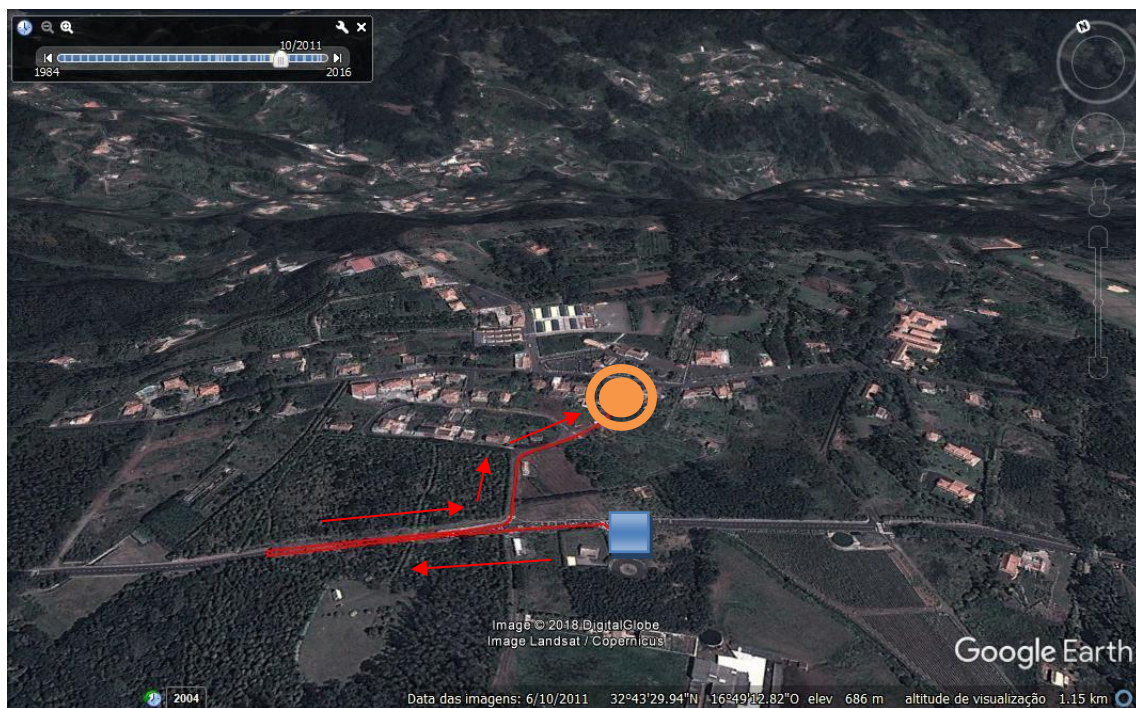 10/2011
1984
2016
N
Image © 2018 DigitalGlobe
Image Landsat / Copernicus
Google Earth
2004
Data das imagens: 6/10/2011 32°43'29.94"N 16°49'12.82"O elev 686 m altitude de visualização 1.15 km